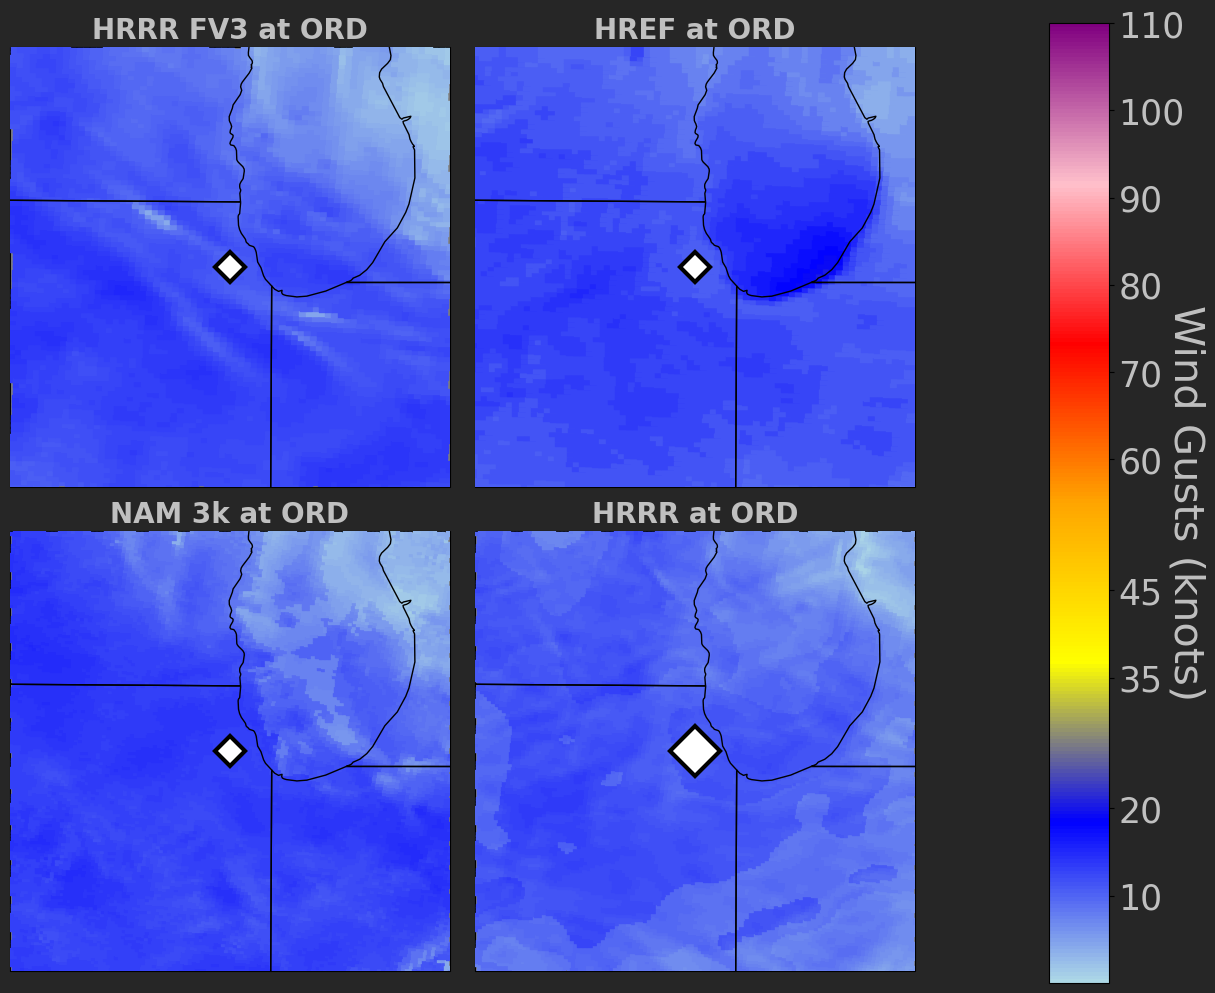 HRRR FV3 at ORD
HREF at ORD
NAM 3k at ORD
HRRR at ORD
110
100
90
80
70
60
45
35
20
10
Wind Gusts (knots)